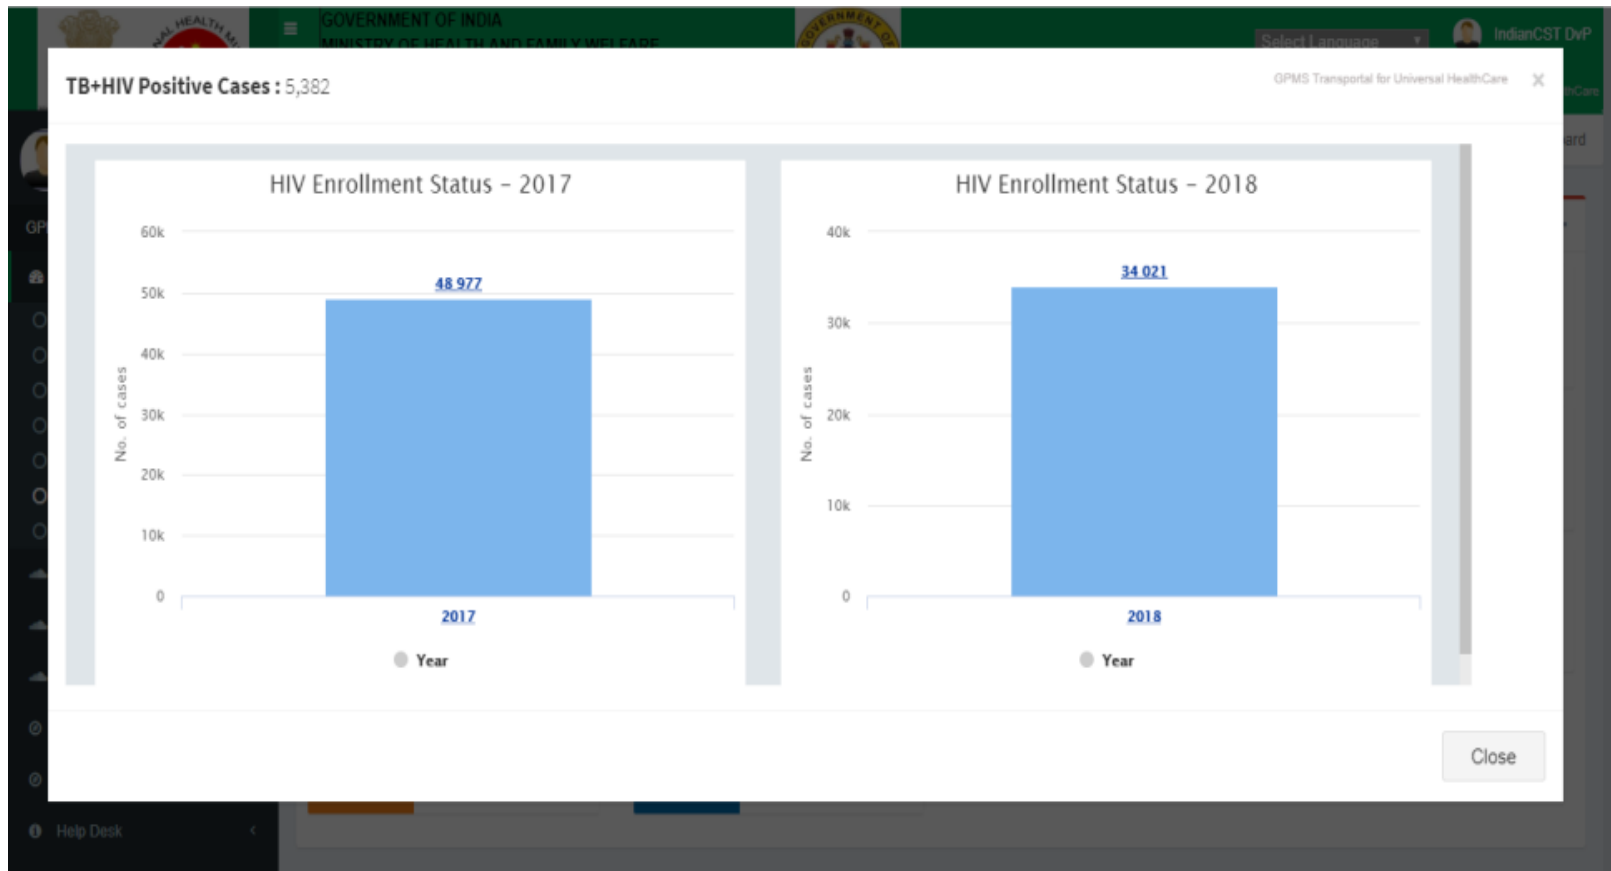 GOVERNMENT OF INDIA
MINISTRY OF HEALTH AND FAMILY WELFARE
Select Language
IndianCST DvP
TB+HIV Positive Cases : 5,382
GPMS Transportal for Universal HealthCare
HIV Enrollment Status – 2017
60k
50k
40k
30k
20k
10k
0
No. of cases
48 977
2017
Year
HIV Enrollment Status – 2018
40k
30k
20k
10k
0
No. of cases
34 021
2018
Year
Close
Help Desk